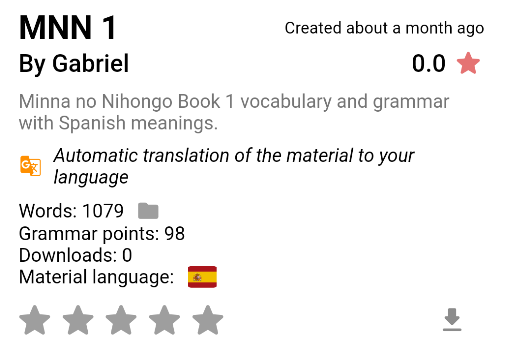 MNN 1
Created about a month ago
By Gabriel
0.0
Minna no Nihongo Book 1 vocabulary and grammar
with Spanish meanings.
Automatic translation of the material to your
language
Words: 1079
Grammar points: 98
Downloads: 0
Material language: